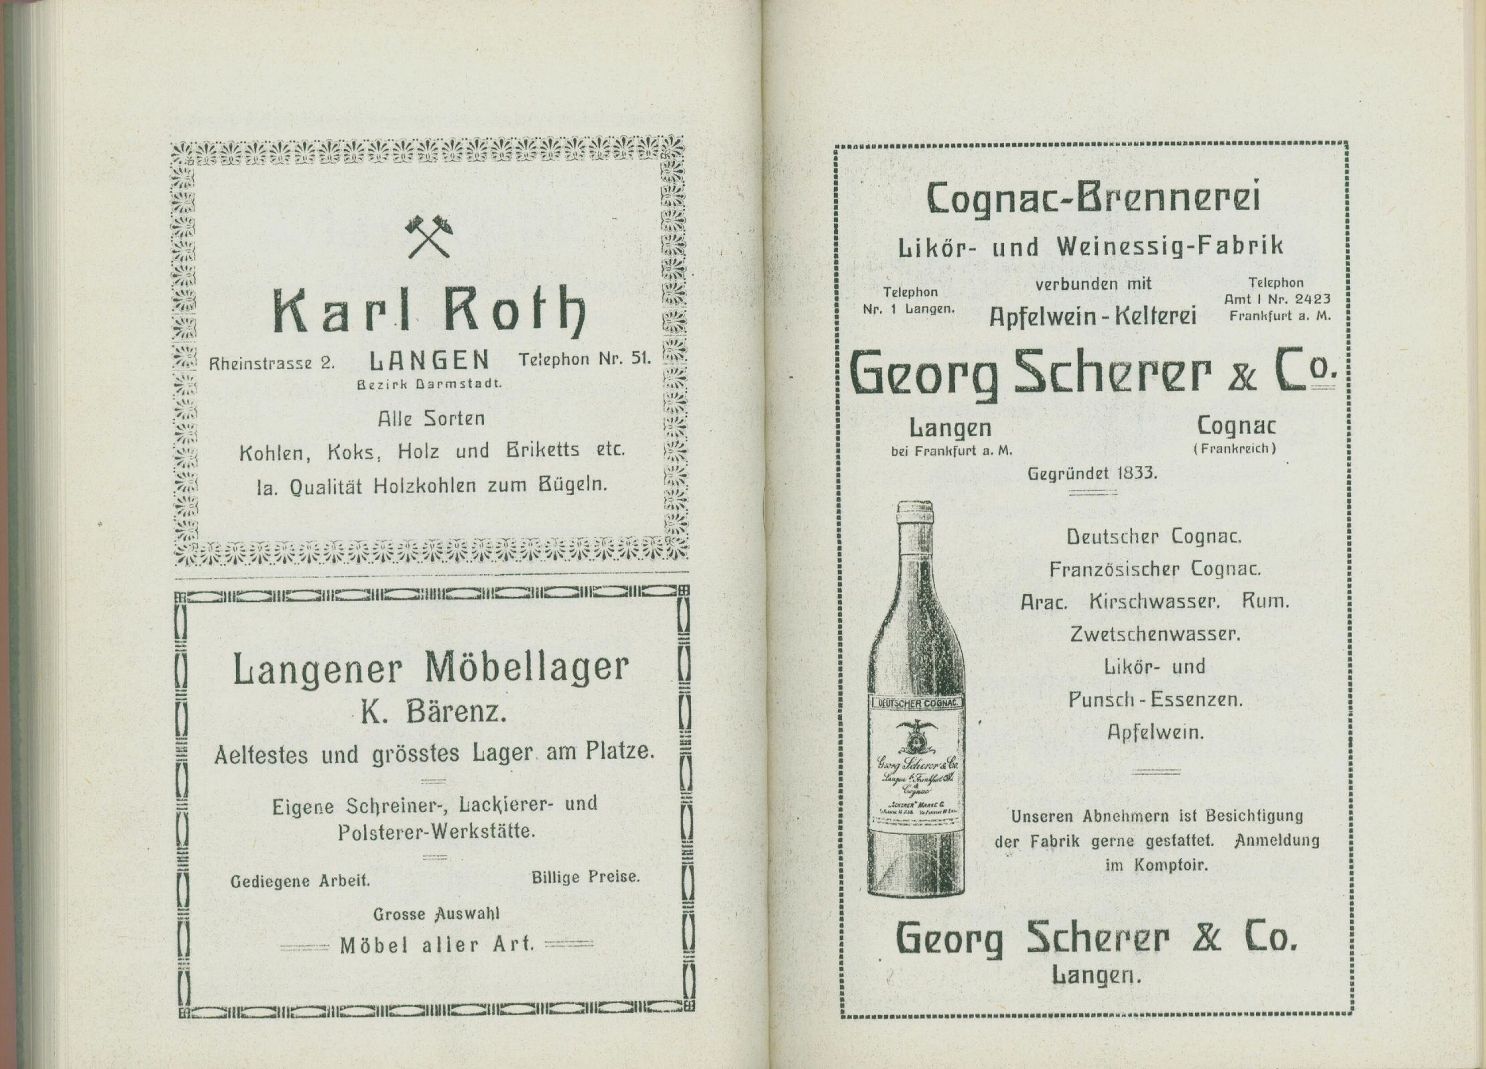 Karl Roth
Rheinstrasse 2. LANGEN Telephon Nr. 51.
Bezirk Darmstadt.
Alle Sorten
Kohlen, Koks, Holz und Briketts etc.
Ia. Qualität Holzkohlen zum Bügeln.
Langener Möbellager
K. Bärenz.
Aeltestes und grösstes Lager am Platze.
Eigene Schreiner-, Lackierer- und
Polsterer-Werkstätte.
Gediegene Arbeit. Billige Preise.
Grosse Auswahl
Möbel aller Art.
Cognac-Brennerei
Likör- und Weinessig-Fabrik
verbunden mit
Apfelwein-Kelterei
Telephon
Nr. 1 Langen.
Telephon
Amt I Nr. 2423
Frankfurt a. M.
Georg Scherer & Co.
Langen
bei Frankfurt a. M.
Cognac
(Frankreich)
Gegründet 1833.
Deutscher Cognac.
Französischer Cognac.
Arac. Kirschwasser. Rum.
Zwetschenwasser.
Likör- und
Punsch-Essenzen.
Apfelwein.
DEUTSCHER COGNAC
Georg Scherer & Co.
Langen b. Frankfurt a/M.
Cognac
"SCHERER" MARKE G.
Unseren Abnehmern ist Besichtigung
der Fabrik gerne gestattet. Anmeldung
im Komptoir.
Georg Scherer & Co.
Langen.